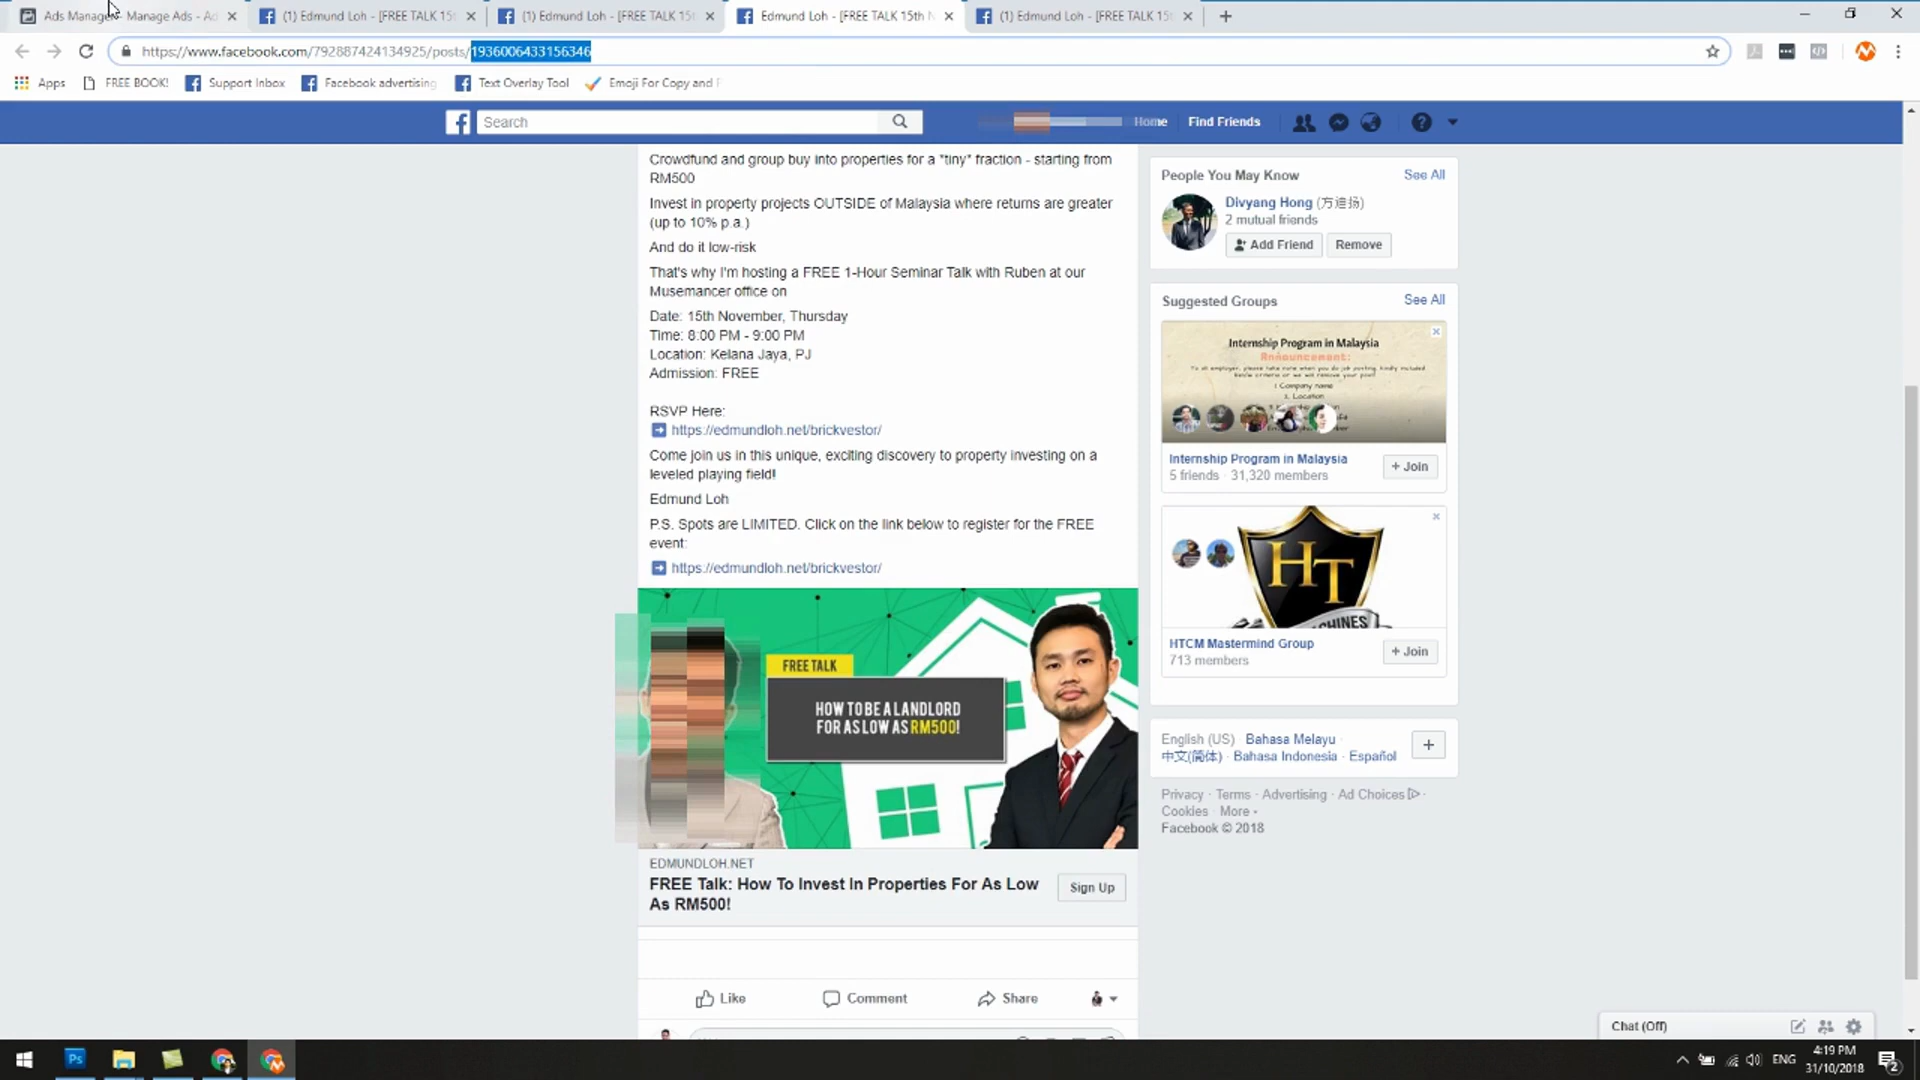 Ads Manager - Manage Ads - Ad
(1) Edmund Loh - [FREE TALK 15t
(1) Edmund Loh - [FREE TALK 15t
Edmund Loh - [FREE TALK 15th N
(1) Edmund Loh - [FREE TALK 15t
https://www.facebook.com/792887424134925/posts/1936006433156346
Apps
FREE BOOK!
Support Inbox
Facebook advertising
Text Overlay Tool
Emoji For Copy and P
Search
Home
Find Friends
Crowdfund and group buy into properties for a *tiny* fraction - starting from
RM500
Invest in property projects OUTSIDE of Malaysia where returns are greater
(up to 10% p.a.)
And do it low-risk
That's why I'm hosting a FREE 1-Hour Seminar Talk with Ruben at our
Musemancer office on
Date: 15th November, Thursday
Time: 8:00 PM - 9:00 PM
Location: Kelana Jaya, PJ
Admission: FREE
RSVP Here:
https://edmundloh.net/brickvestor/
Come join us in this unique, exciting discovery to property investing on a
leveled playing field!
Edmund Loh
P.S. Spots are LIMITED. Click on the link below to register for the FREE
event:
https://edmundloh.net/brickvestor/
FREE TALK
HOW TO BE A LANDLORD
FOR AS LOW AS RM500!
EDMUNDLOH.NET
FREE Talk: How To Invest In Properties For As Low
As RM500!
Sign Up
Like
Comment
Share
People You May Know
See All
Divyang Hong (方迪扬)
2 mutual friends
Add Friend
Remove
Suggested Groups
See All
Internship Program in Malaysia
Announcement:
1.Company name
2. Location
Internship Program in Malaysia
5 friends · 31,320 members
+ Join
HT
MACHINES
HTCM Mastermind Group
713 members
+ Join
English (US) · Bahasa Melayu ·
中文(简体) · Bahasa Indonesia · Español
Privacy · Terms · Advertising · Ad Choices ·
Cookies · More
Facebook © 2018
Chat (Off)
Ps
ENG
4:19 PM
31/10/2018
2